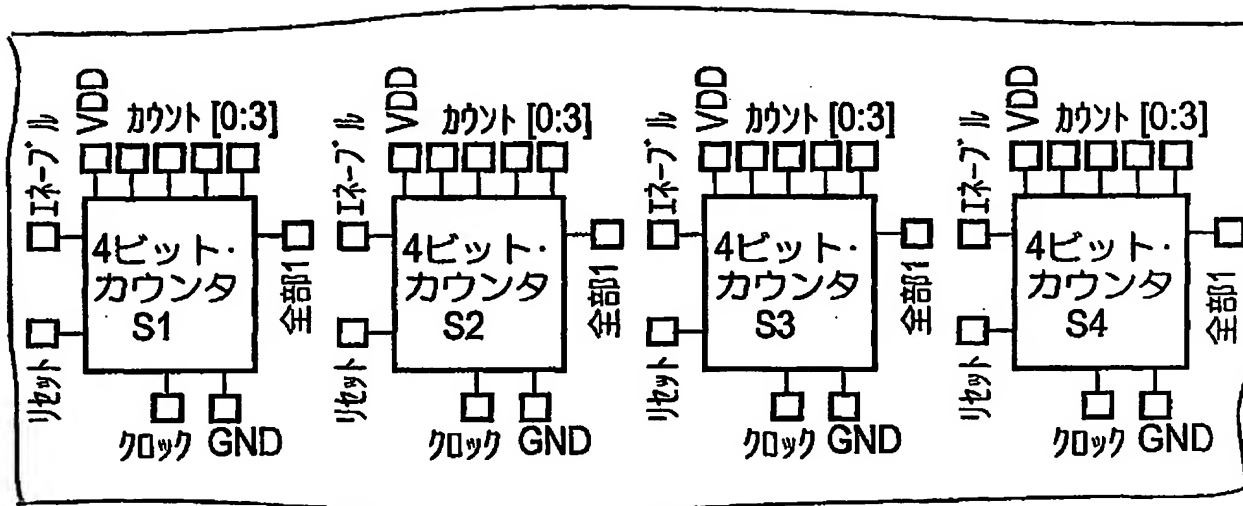 イネーブル
VDD
カウント [0:3]
4ビット・
カウンタ
S1
全部1
リセット
クロック
GND
イネーブル
VDD
カウント [0:3]
4ビット・
カウンタ
S2
全部1
リセット
クロック
GND
イネーブル
VDD
カウント [0:3]
4ビット・
カウンタ
S3
全部1
リセット
クロック
GND
イネーブル
VDD
カウント [0:3]
4ビット・
カウンタ
S4
全部1
リセット
クロック
GND